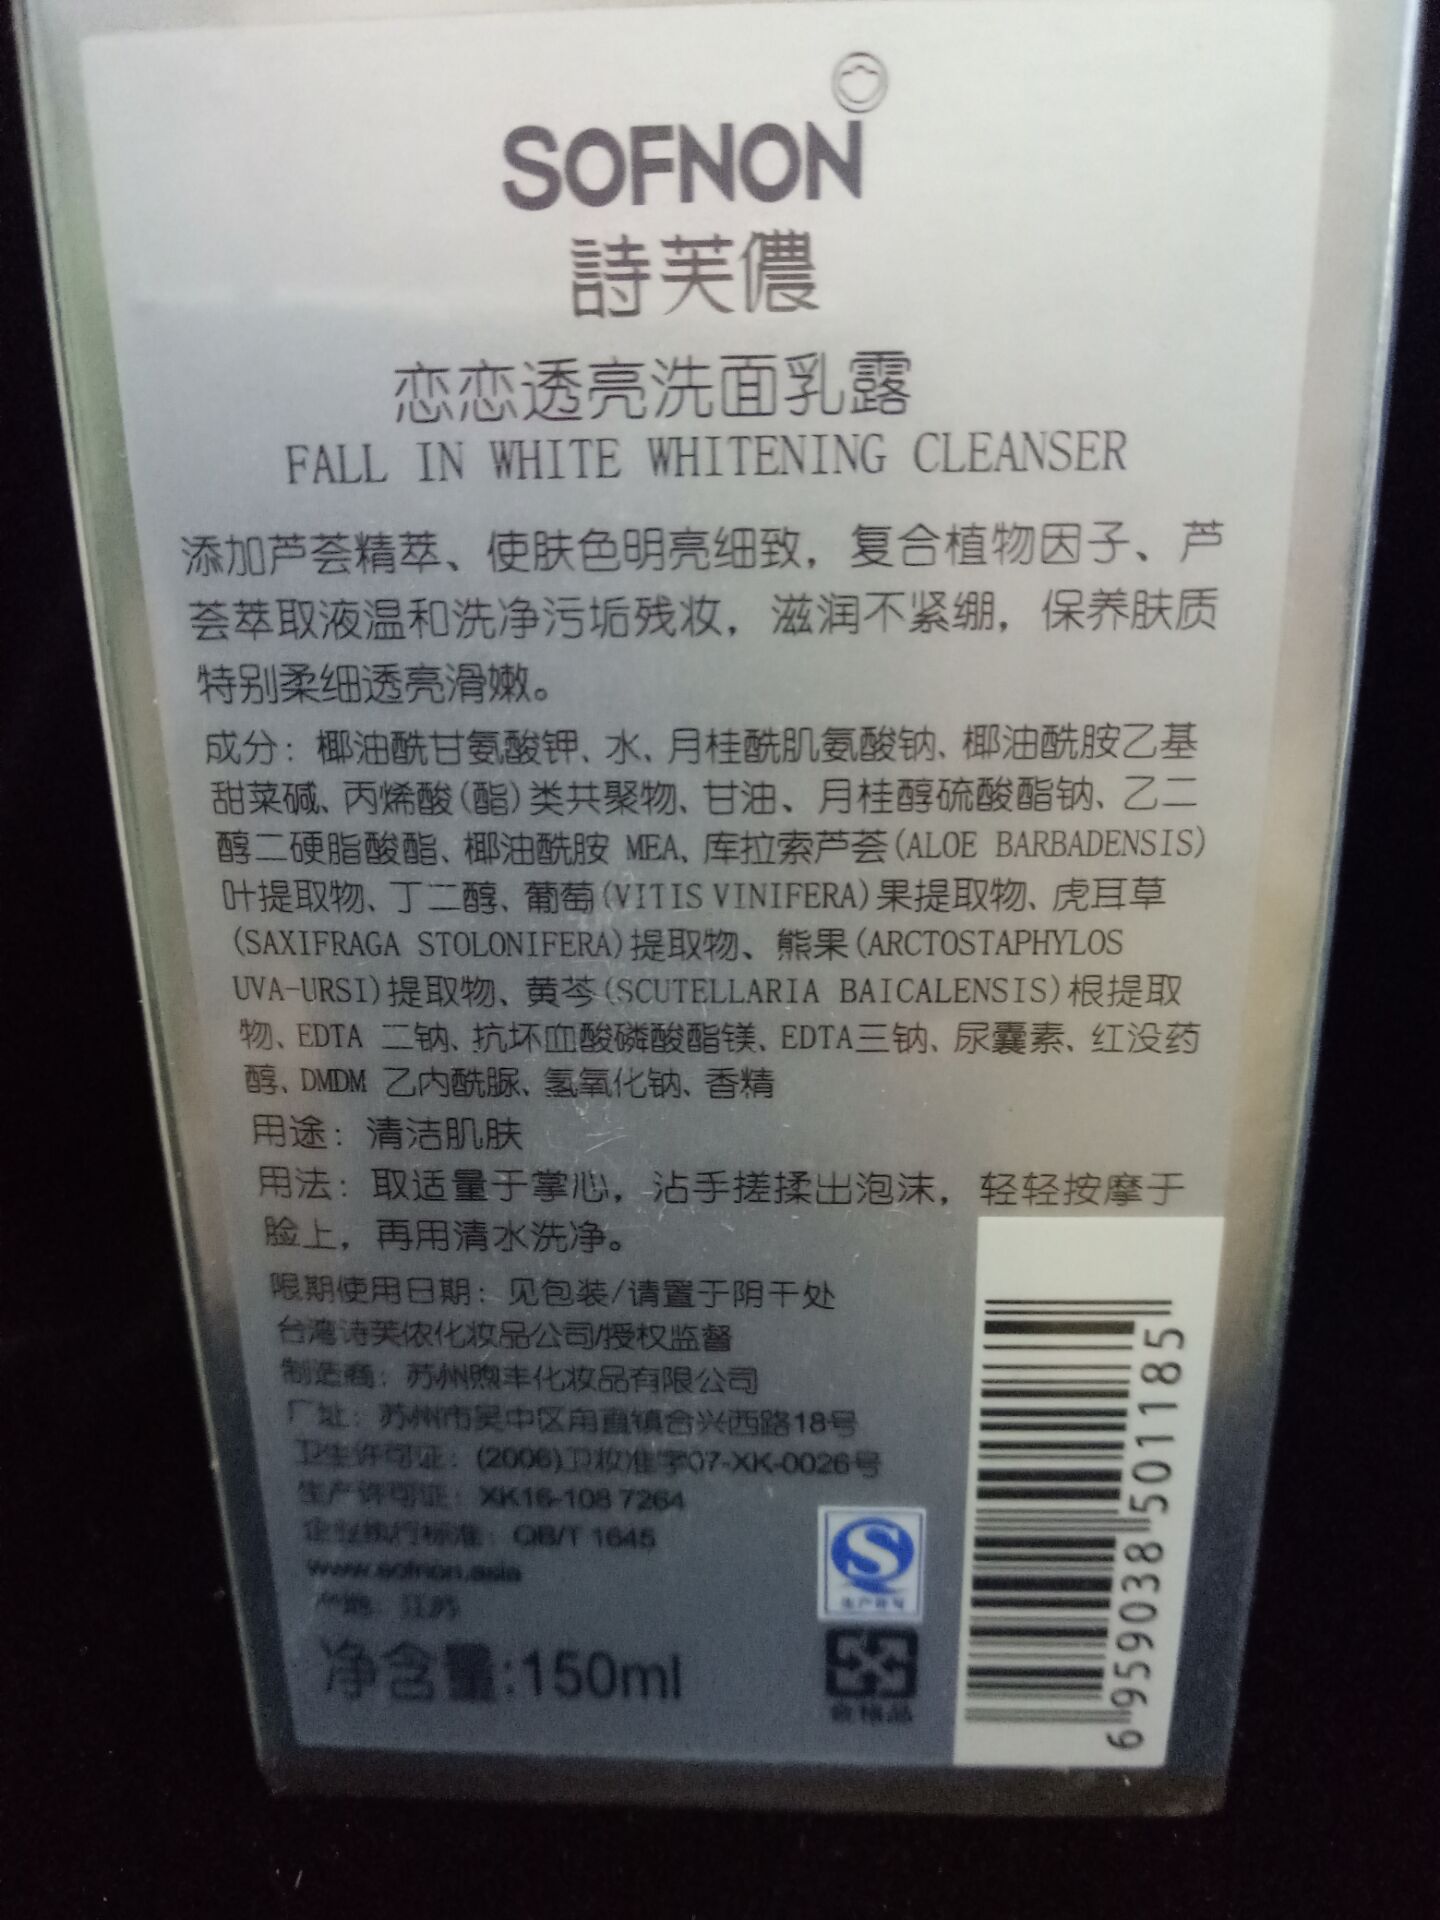 SOFNON
詩芙儂
恋恋透亮洗面乳露
FALL IN WHITE WHITENING CLEANSER
添加芦荟精萃、使肤色明亮细致，复合植物因子、芦
荟萃取液温和洗净污垢残妆，滋润不紧绷，保养肤质
特别柔细透亮滑嫩。
成分：椰油酰甘氨酸钾、水、月桂酰肌氨酸钠、椰油酰胺乙基
甜菜碱、丙烯酸(酯)类共聚物、甘油、月桂醇硫酸酯钠、乙二
醇二硬脂酸酯、椰油酰胺 MEA、库拉索芦荟(ALOE BARBADENSIS)
叶提取物、丁二醇、葡萄(VITIS VINIFERA)果提取物、虎耳草
(SAXIFRAGA STOLONIFERA)提取物、熊果(ARCTOSTAPHYLOS
UVA-URSI)提取物、黄芩(SCUTELLARIA BAICALENSIS)根提取
物、EDTA 二钠、抗坏血酸磷酸酯镁、EDTA三钠、尿囊素、红没药
醇、DMDM 乙内酰脲、氢氧化钠、香精
用途：清洁肌肤
用法：取适量于掌心，沾手搓揉出泡沫，轻轻按摩于
脸上，再用清水洗净。
限期使用日期：见包装/请置于阴干处
台湾诗芙侬化妆品公司/授权监督
制造商：苏州煦丰化妆品有限公司
厂址：苏州市吴中区甪直镇合兴西路18号
卫生许可证：(2006)卫妆准字07-XK-0026号
生产许可证：XK16-108 7264
企业执行标准：QB/T 1645
www.sofnon.asia
产地：江苏
净含量:150ml
生产许可
合格品
6959038501185